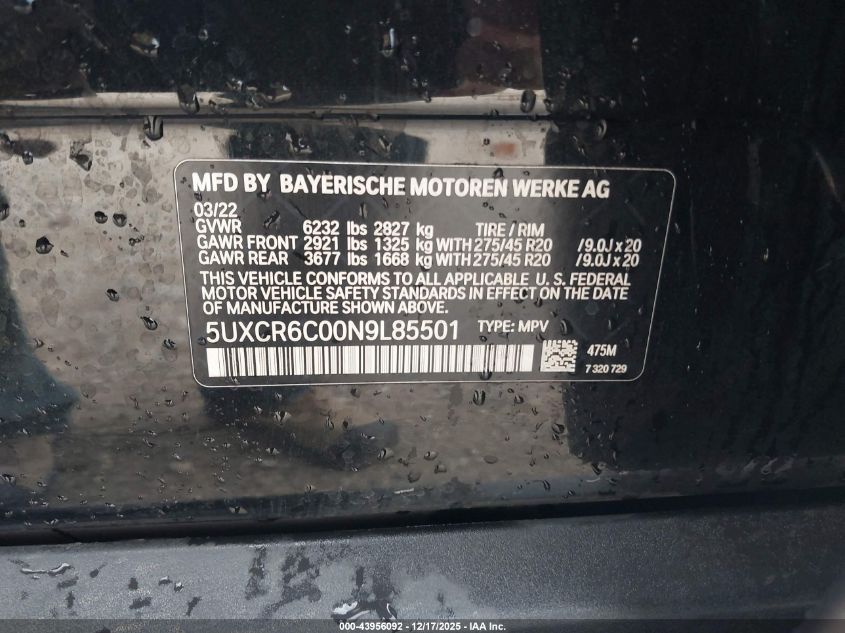 MFD BY BAYERISCHE MOTOREN WERKE AG
03/22
GVWR 6232 lbs 2827 kg TIRE / RIM
GAWR FRONT 2921 lbs 1325 kg WITH 275/45 R20 / 9.0J x 20
GAWR REAR 3677 lbs 1668 kg WITH 275/45 R20 / 9.0J x 20
THIS VEHICLE CONFORMS TO ALL APPLICABLE U. S. FEDERAL
MOTOR VEHICLE SAFETY STANDARDS IN EFFECT ON THE DATE
OF MANUFACTURE SHOWN ABOVE.
5UXCR6C00N9L85501 TYPE: MPV
475M
7 320 729
000-43956092 - 12/17/2025 - IAA Inc.